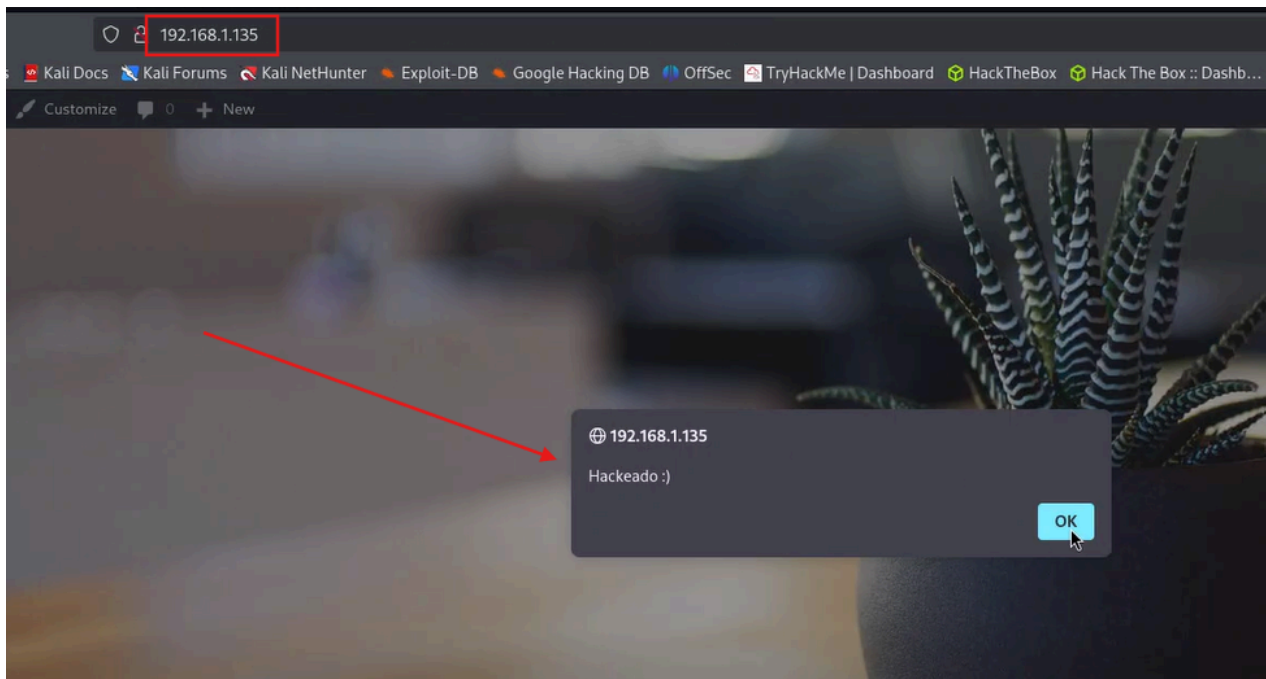 192.168.1.135
Kali Docs Kali Forums Kali NetHunter Exploit-DB Google Hacking DB OffSec TryHackMe | Dashboard HackTheBox Hack The Box :: Dashb…
Customize 0 New
192.168.1.135
Hackeado :)
OK